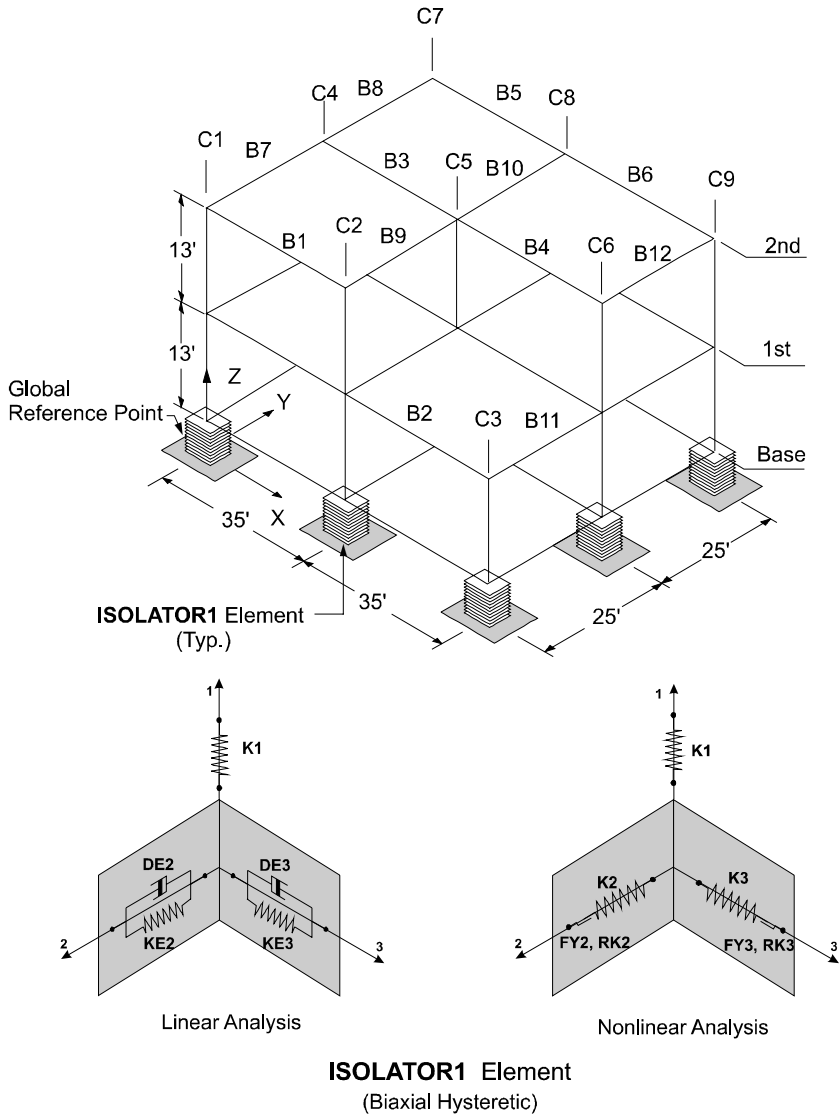 C7
B8
B5
C4
C8
C1
B7
B3
C5
B10
B6
C9
B1
C2
B9
B4
C6
B12
2nd
13'
13'
1st
Z
Global
Reference Point
Y
B2
C3
B11
Base
X
35'
25'
35'
25'
ISOLATOR1 Element
(Typ.)
1
K1
DE2
DE3
KE2
KE3
2
3
Linear Analysis
1
K1
K2
K3
2
FY2, RK2
FY3, RK3
3
Nonlinear Analysis
ISOLATOR1 Element
(Biaxial Hysteretic)